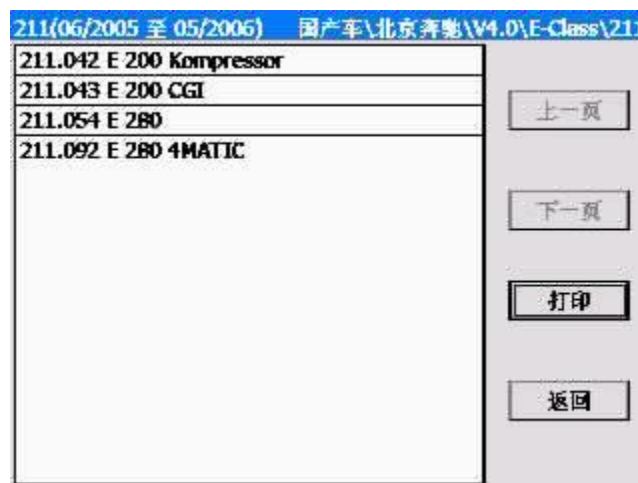 211(06/2005 至 05/2006) 国产车\北京奔驰\V4.0\E-Class\211
211.042 E 200 Kompressor
211.043 E 200 CGI
211.054 E 280
211.092 E 280 4MATIC
上一页
下一页
打印
返回